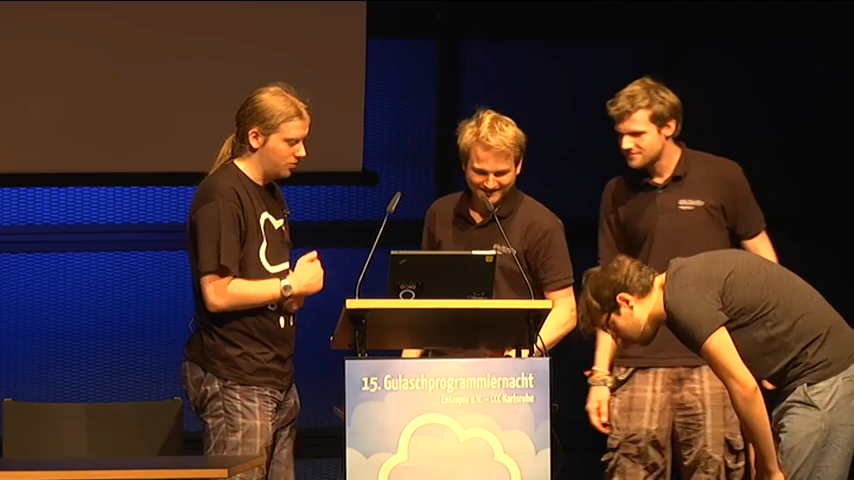 15. Gulaschprogrammiernacht
Entropia e.V. – CCC Karlsruhe